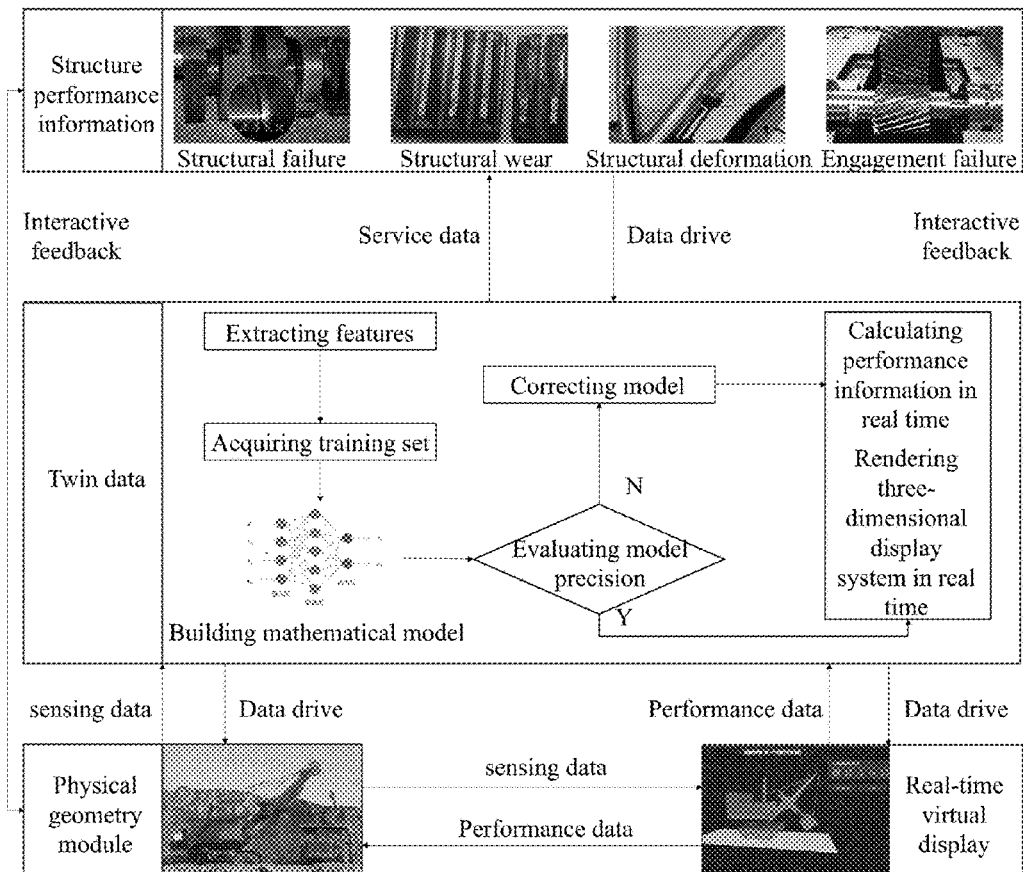 Structure
performance
information
Structural failure
Structural wear
Structural deformation
Engagement failure
Interactive
feedback
Service data
Data drive
Interactive
feedback
Twin data
Extracting features
Acquiring training set
Building mathematical model
Evaluating model
precision
N
Y
Correcting model
Calculating
performance
information in
real time
Rendering
three-
dimensional
display
system in real
time
sensing data
Data drive
Performance data
Data drive
Physical
geometry
module
sensing data
Performance data
Real-time
virtual
display